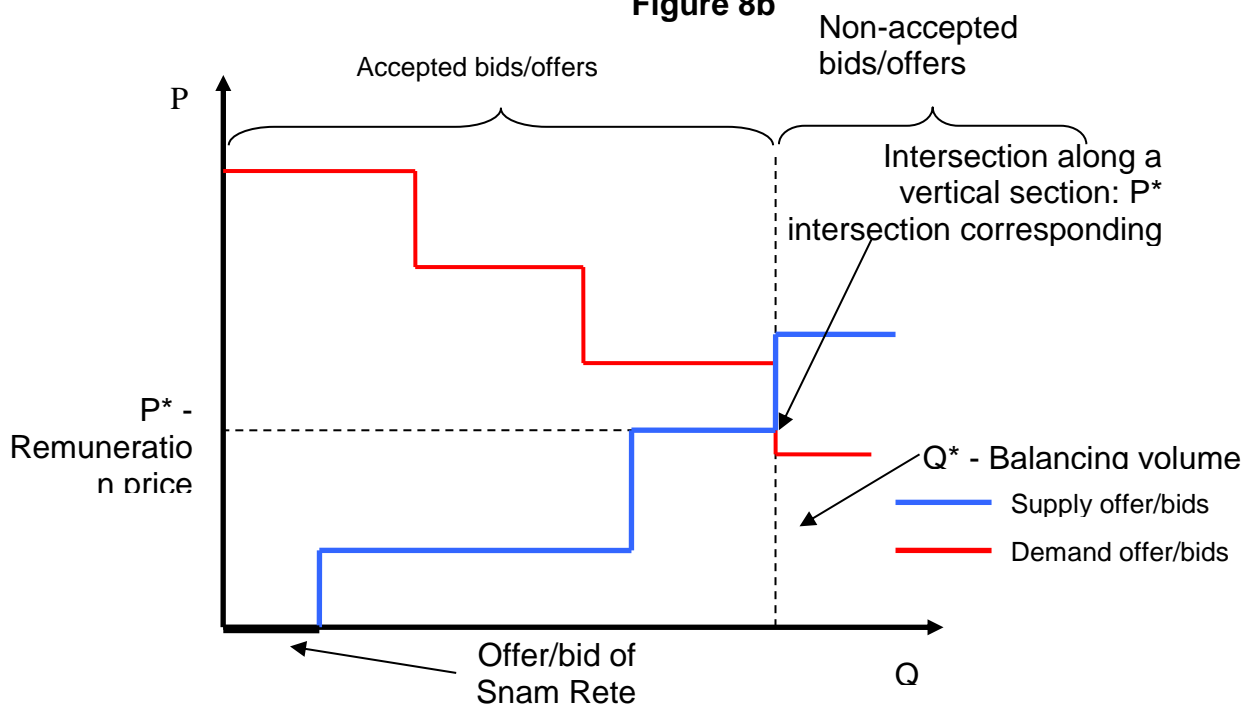 Figure 8b
Accepted bids/offers
Non-accepted
bids/offers
P
Intersection along a
vertical section: P*
intersection corresponding
P* -
Remuneratio
n price
Q* - Balancing volume
Supply offer/bids
Demand offer/bids
Offer/bid of
Snam Rete
Q